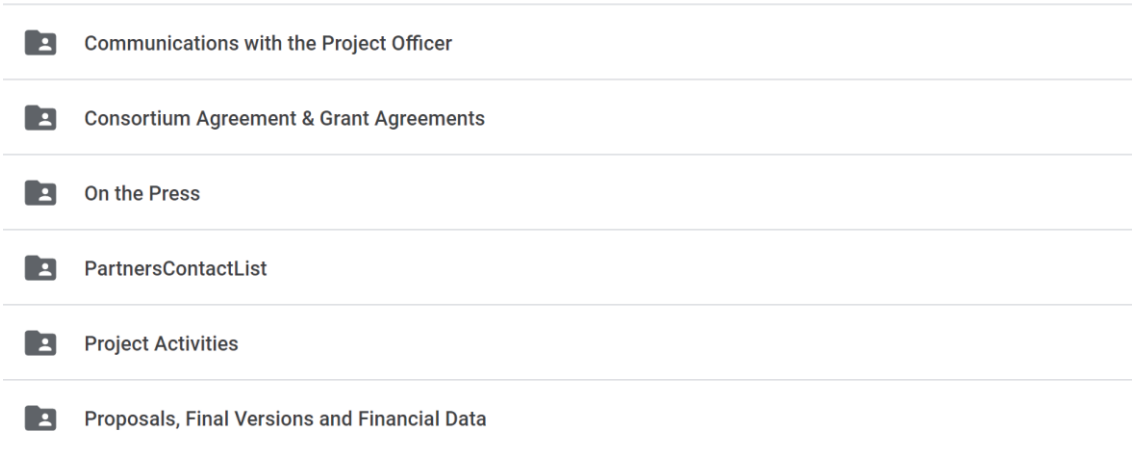 Communications with the Project Officer
Consortium Agreement & Grant Agreements
On the Press
PartnersContactList
Project Activities
Proposals, Final Versions and Financial Data